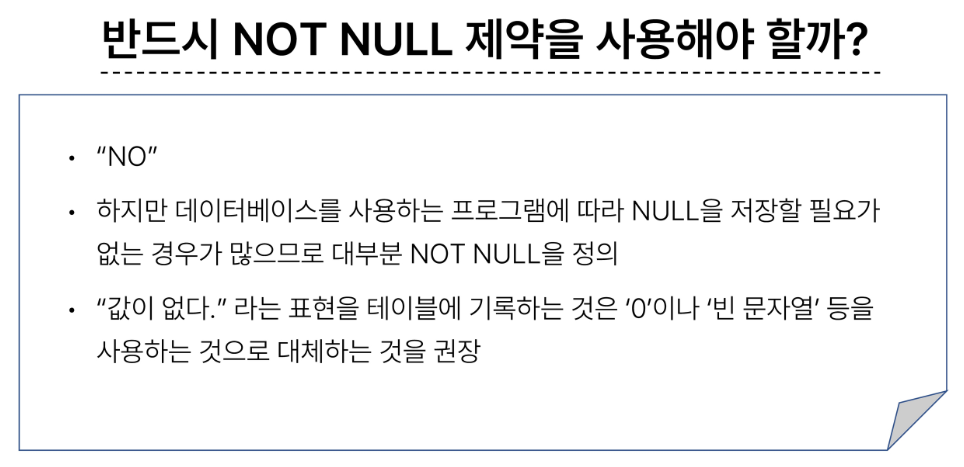 반드시 NOT NULL 제약을 사용해야 할까?
• “NO”
• 하지만 데이터베이스를 사용하는 프로그램에 따라 NULL을 저장할 필요가
없는 경우가 많으므로 대부분 NOT NULL을 정의
• “값이 없다.” 라는 표현을 테이블에 기록하는 것은 ‘0’이나 ‘빈 문자열’ 등을
사용하는 것으로 대체하는 것을 권장